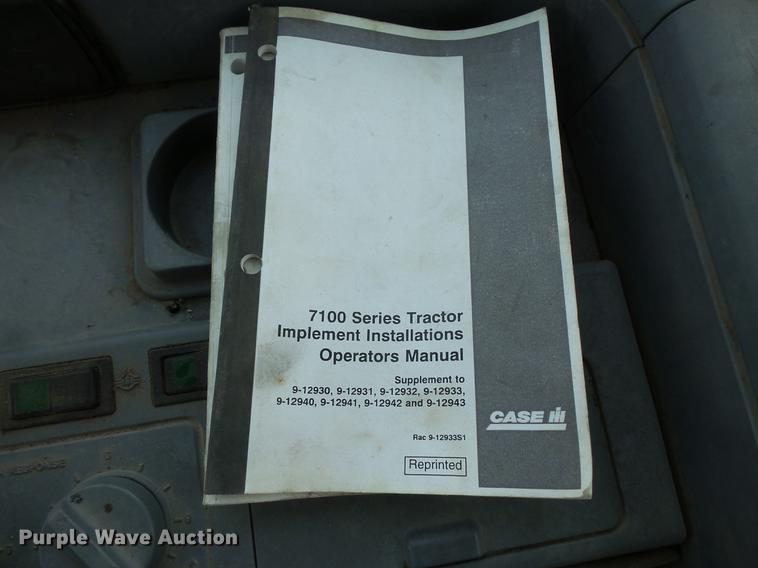 7100 Series Tractor
Implement Installations
Operators Manual
Supplement to
9-12930, 9-12931, 9-12932, 9-12933,
9-12940, 9-12941, 9-12942 and 9-12943
CASE IH
Rac 9-12933S1
Reprinted
RESPONSE
Purple Wave Auction®